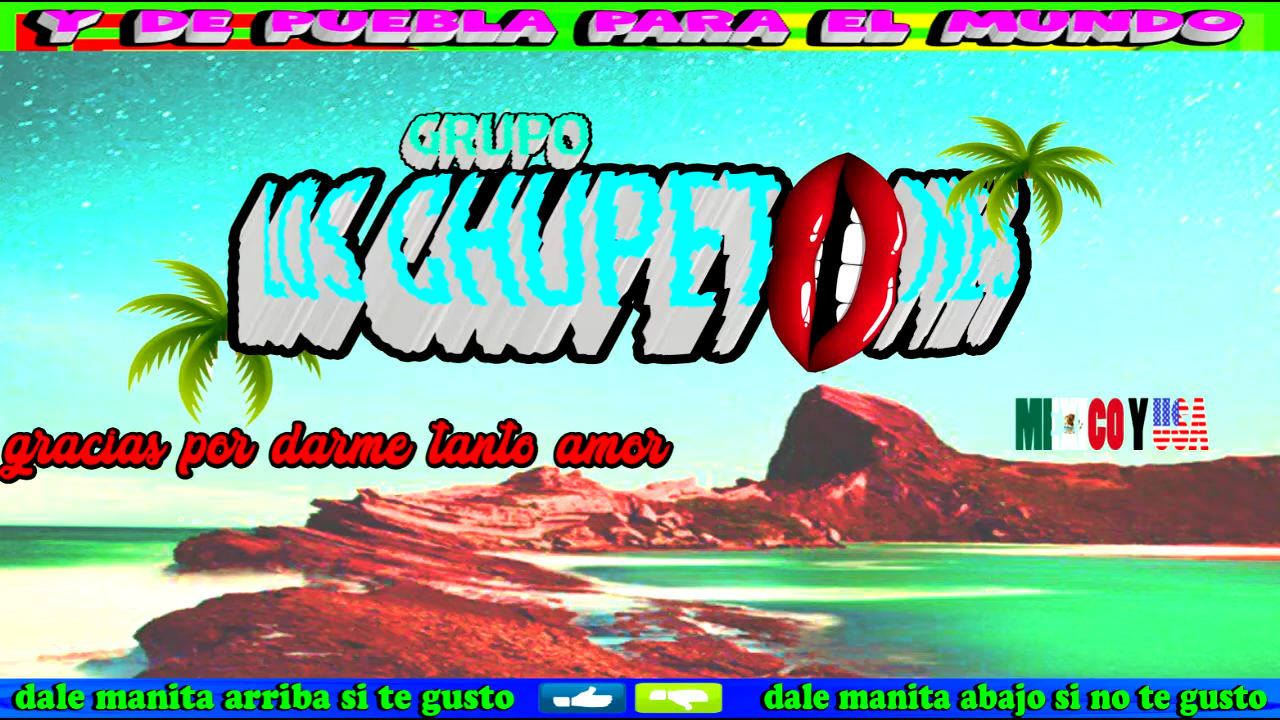 Y DE PUEBLA PARA EL MUNDO
GRUPO
LOS CHUPETONES
gracias por darme tanto amor
MEXICO Y USA
dale manita arriba si te gusto
dale manita abajo si no te gusto